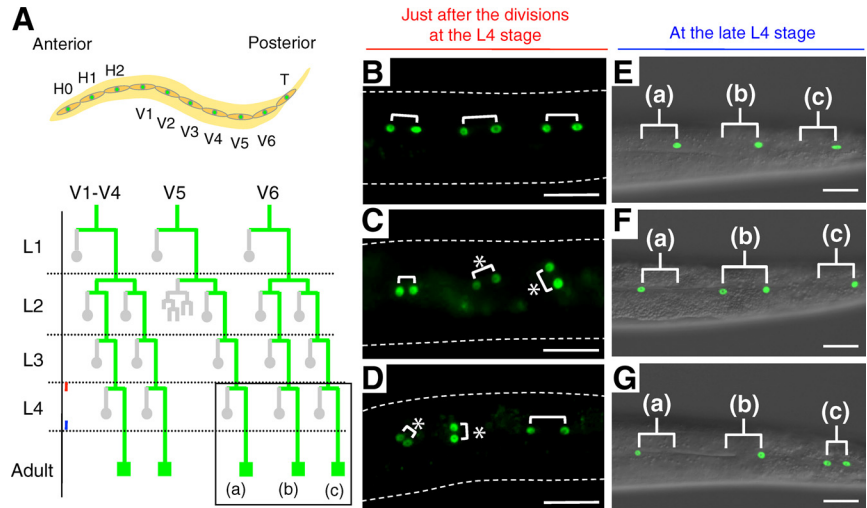 A
Anterior
Posterior
H0
H1
H2
V1
V2
V3
V4
V5
V6
T
V1-V4
V5
V6
L1
L2
L3
L4
Adult
(a)
(b)
(c)
Just after the divisions
at the L4 stage
At the late L4 stage
B
C
*
*
D
*
*
E
(a)
(b)
(c)
F
(a)
(b)
(c)
G
(a)
(b)
(c)